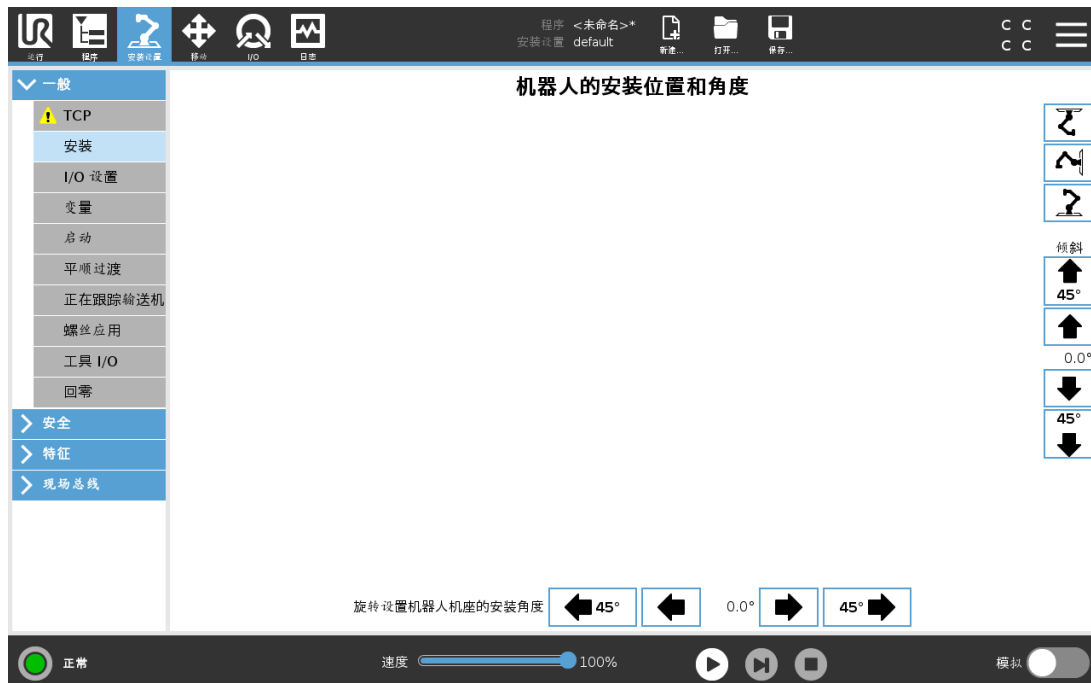 程序 <未命名>*
安装设置 default
C C
C C
运行
程序
安装设置
移动
I/O
日志
新建...
打开...
保存...
一般
机器人的安装位置和角度
TCP
安装
I/O 设置
变量
启动
平顺过渡
正在跟踪输送机
螺丝应用
工具 I/O
回零
安全
特征
现场总线
倾斜
45°
0.0°
45°
旋转设置机器人机座的安装角度
45°
0.0°
45°
正常
速度
100%
模拟